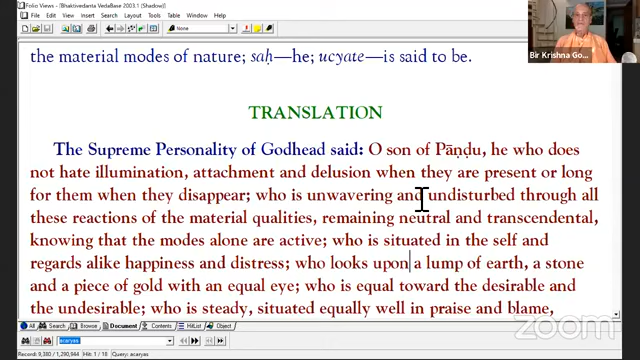 Folio Views - [Bhaktivedanta VedaBase 2003.1 (Shadow)]
File Edit View Search Layout Tools Window Help
<None>
Bir Krishna Go...
the material modes of nature; saḥ—he; ucyate—is said to be.
TRANSLATION
The Supreme Personality of Godhead said: O son of Pāṇḍu, he who does
not hate illumination, attachment and delusion when they are present or long
for them when they disappear; who is unwavering and undisturbed through all
these reactions of the material qualities, remaining neutral and transcendental,
knowing that the modes alone are active; who is situated in the self and
regards alike happiness and distress; who looks upon a lump of earth, a stone
and a piece of gold with an equal eye; who is equal toward the desirable and
the undesirable; who is steady, situated equally well in praise and blame,
All Search Browse Document Contents HitList Object
acaryas
Record: 9,380 / 1,290,944 Hit: 1 / 18 Query: acaryas
zoom